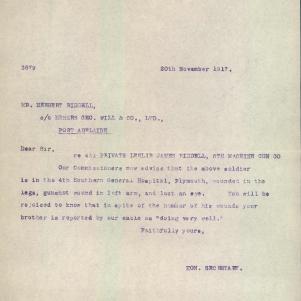 2679
20th November 1917.
MR. HERBERT RIDDELL,
c/o MESSRS GEO. WILL & CO., LTD.,
PORT ADELAIDE
Dear Sir,
re PRIVATE LESLIE JAMES RIDDELL, 5TH MACHINE GUN CO
Our Commissioners now advise that the above soldier
is in the 4th Southern General Hospital, Plymouth, wounded in the
legs, gunshot wound in left arm, and lost an eye. You will be
rejoiced to know that in spite of the number of his wounds your
brother is reported by our as "doing very well."
Faithfully yours,
HON. SECRETARY.